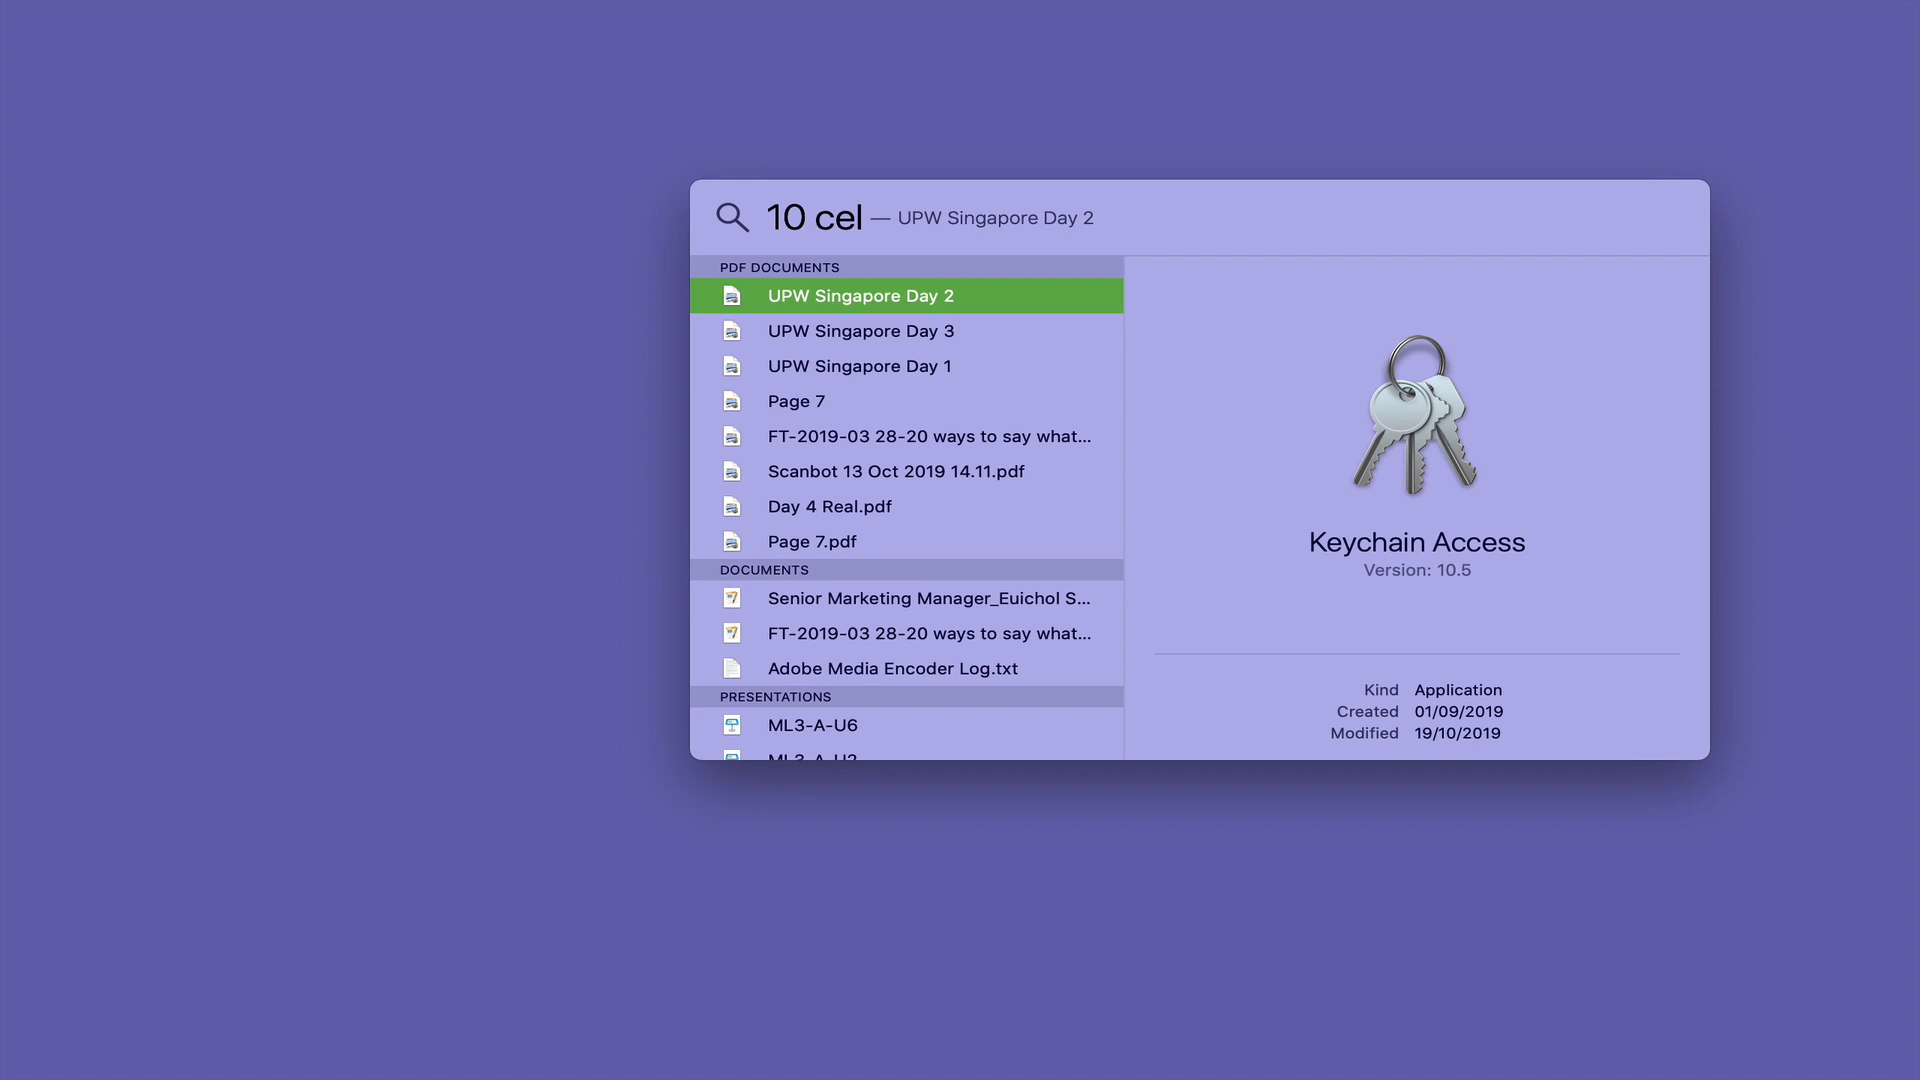 10 cel — UPW Singapore Day 2
PDF DOCUMENTS
UPW Singapore Day 2
UPW Singapore Day 3
UPW Singapore Day 1
Page 7
FT-2019-03 28-20 ways to say what...
Scanbot 13 Oct 2019 14.11.pdf
Day 4 Real.pdf
Page 7.pdf
DOCUMENTS
Senior Marketing Manager_Euichol S...
FT-2019-03 28-20 ways to say what...
Adobe Media Encoder Log.txt
PRESENTATIONS
ML3-A-U6
Keychain Access
Version: 10.5
Kind Application
Created 01/09/2019
Modified 19/10/2019